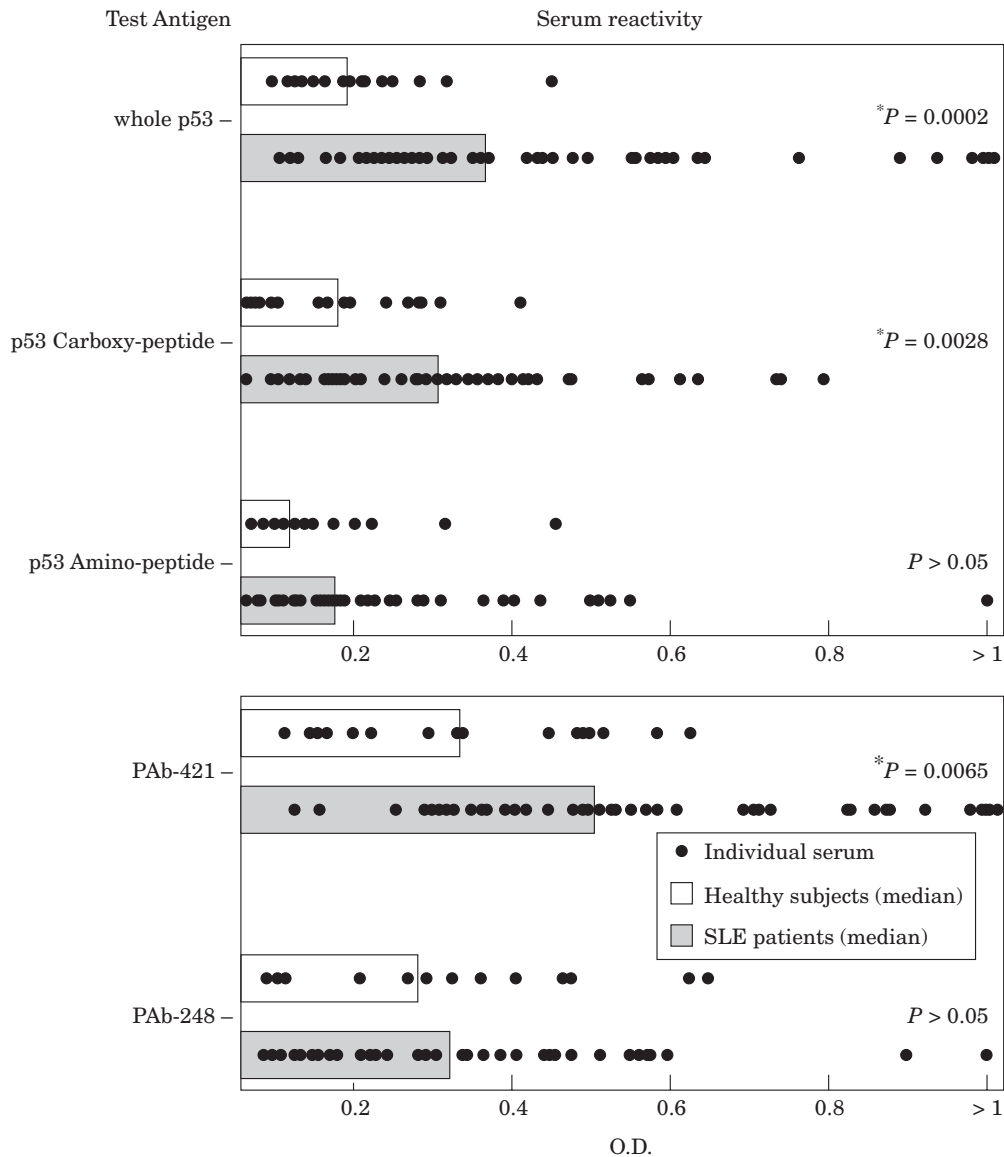 Test Antigen
Serum reactivity
whole p53 –
*P = 0.0002
p53 Carboxy-peptide –
*P = 0.0028
p53 Amino-peptide –
P > 0.05
0.2 0.4 0.6 0.8 > 1
PAb-421 –
*P = 0.0065
Individual serum
Healthy subjects (median)
SLE patients (median)
PAb-248 –
P > 0.05
0.2 0.4 0.6 0.8 > 1
O.D.